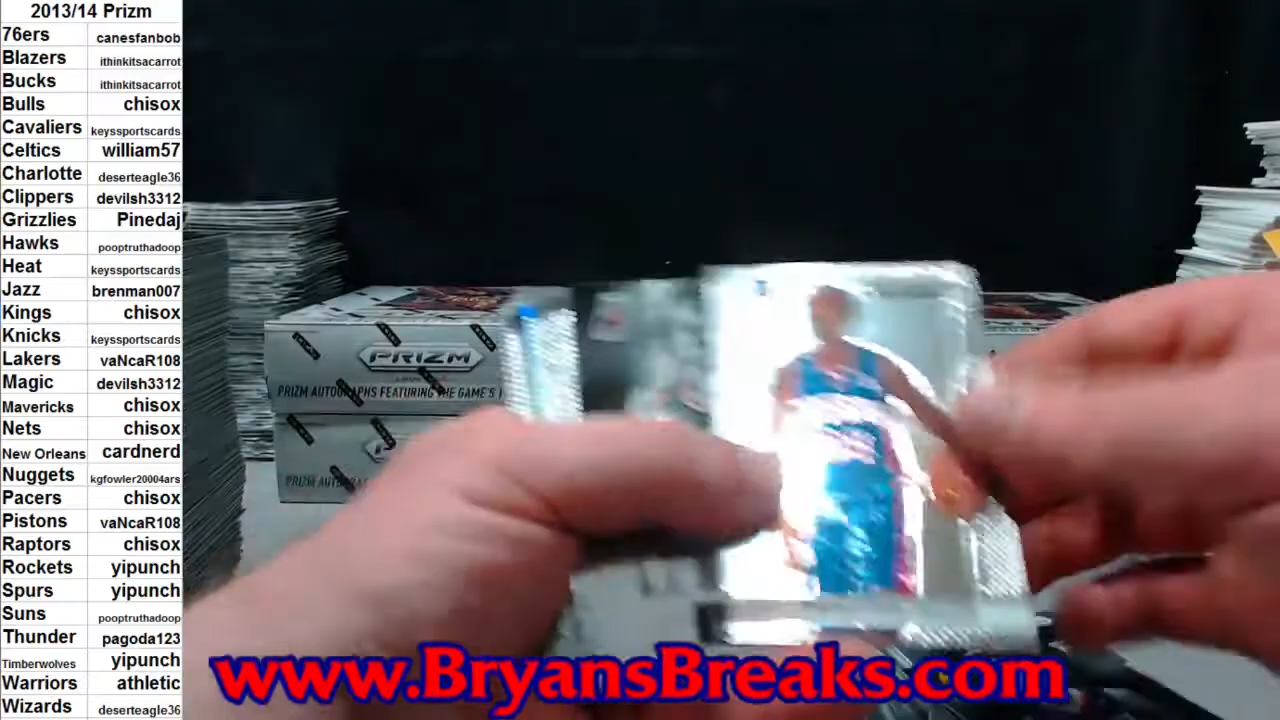 2013/14 Prizm
76ers canesfanbob
Blazers ithinkitsacarrot
Bucks ithinkitsacarrot
Bulls chisox
Cavaliers keyssportscards
Celtics william57
Charlotte deserteagle36
Clippers devilsh3312
Grizzlies Pinedaj
Hawks pooptruthadoop
Heat keyssportscards
Jazz brenman007
Kings chisox
Knicks keyssportscards
Lakers vaNcaR108
Magic devilsh3312
Mavericks chisox
Nets chisox
New Orleans cardnerd
Nuggets kgfowler20004ars
Pacers chisox
Pistons vaNcaR108
Raptors chisox
Rockets yipunch
Spurs yipunch
Suns pooptruthadoop
Thunder pagoda123
Timberwolves yipunch
Warriors athletic
Wizards deserteagle36
PRIZM
PRIZM AUTOGRAPHS FEATURING THE GAME'S
PRIZM
www.BryansBreaks.com